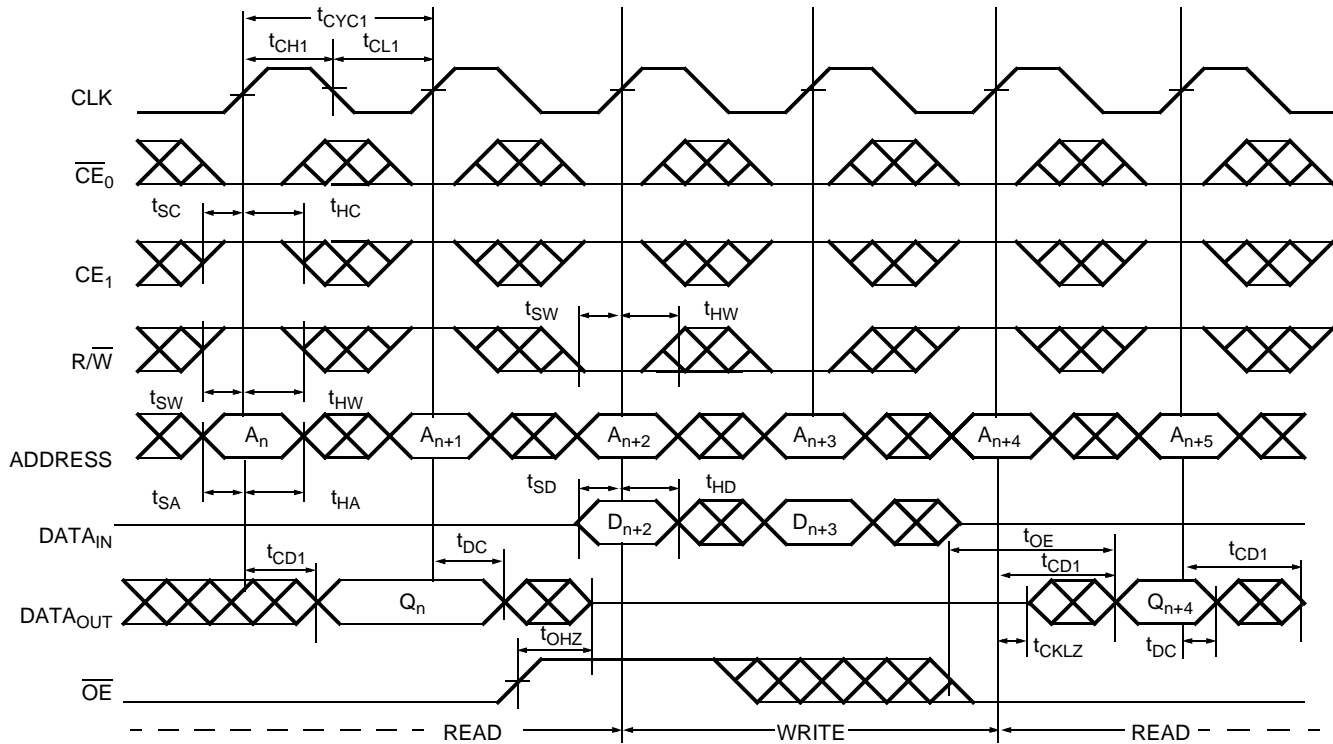 tCYC1
tCH1 tCL1
CLK
CE0
tSC tHC
CE1
tSW tHW
R/W
tSW tHW
An An+1 An+2 An+3 An+4 An+5
ADDRESS
tSA tHA tSD tHD
Dn+2 Dn+3
DATAIN
tOE
tCD1 tDC tCD1 tCD1
Qn Qn+4
DATAOUT
tOHZ tCKLZ tDC
OE
READ WRITE READ